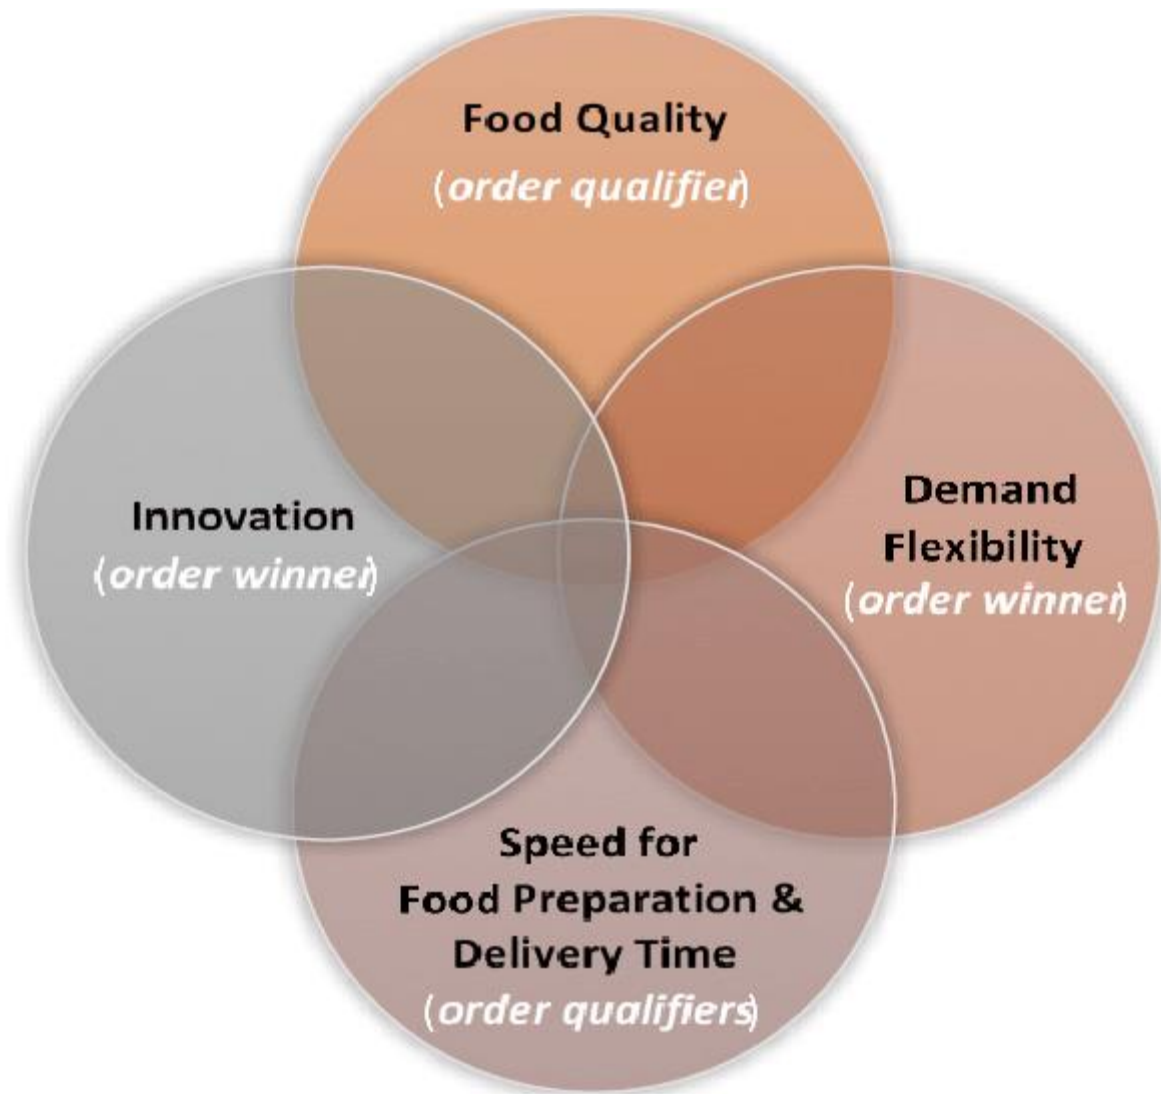 Food Quality
(order qualifier)
Innovation
(order winner)
Demand
Flexibility
(order winner)
Speed for
Food Preparation &
Delivery Time
(order qualifiers)